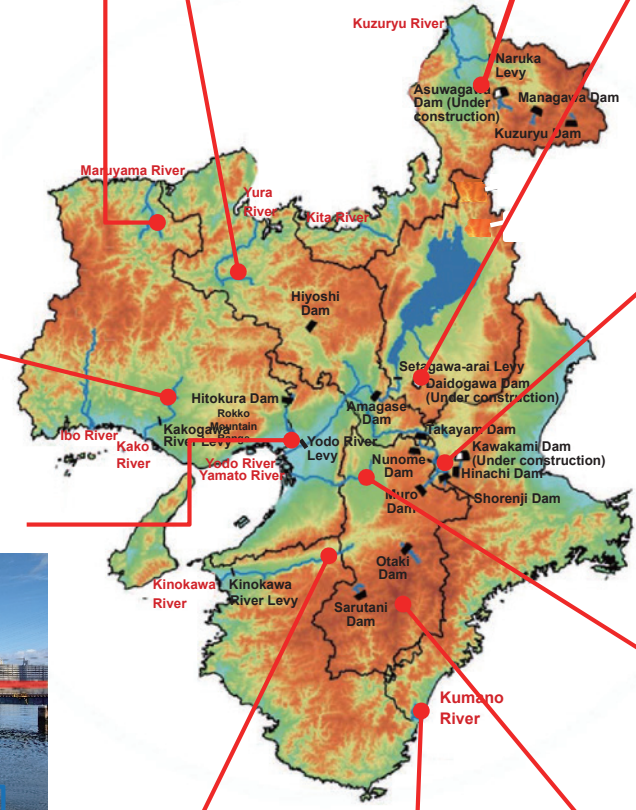 Kuzuryu River
Naruka
Levy
Asuwagawa
Dam (Under
construction)
Managawa Dam
Kuzuryu Dam
Maruyama River
Yura
River
Kita River
Hiyoshi
Dam
Setagawa-arai Levy
Daidogawa Dam
(Under construction)
Hitokura Dam
Amagase
Dam
Rokko
Mountain
Ibo River
Kako
River
Kakogawa
River Levy
Yodo River
Levy
Yodo River
Yamato River
Takayam Dam
Kawakami Dam
(Under construction)
Nunome
Dam
Hinachi Dam
Muro
Dam
Shorenji Dam
Otaki
Dam
Kinokawa
River
Kinokawa
River Levy
Sarutani
Dam
Kumano
River